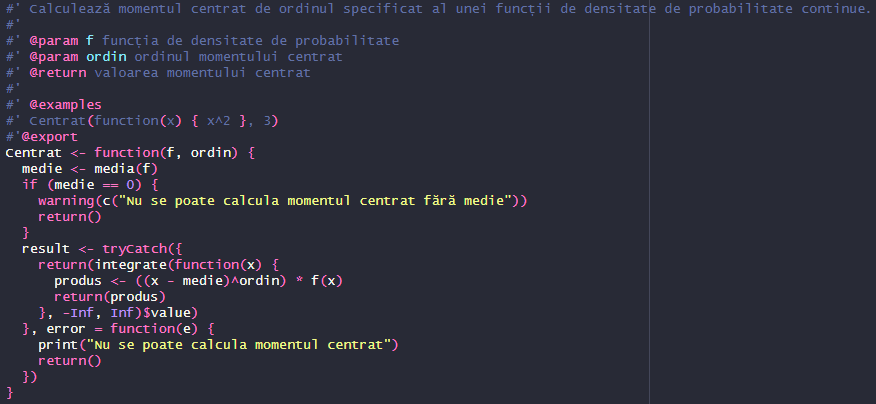 #' Calculează momentul centrat de ordinul specificat al unei funcții de densitate de probabilitate continue.
#'
#' @param f funcția de densitate de probabilitate
#' @param ordin ordinul momentului centrat
#' @return valoarea momentului centrat
#'
#' @examples
#' Centrat(function(x) { x^2 }, 3)
#'@export
Centrat <- function(f, ordin) {
  medie <- media(f)
  if (medie == 0) {
    warning(c("Nu se poate calcula momentul centrat fără medie"))
    return()
  }
  result <- tryCatch({
    return(integrate(function(x) {
      produs <- ((x - medie)^ordin) * f(x)
      return(produs)
    }, -Inf, Inf)$value)
  }, error = function(e) {
    print("Nu se poate calcula momentul centrat")
    return()
  })
}